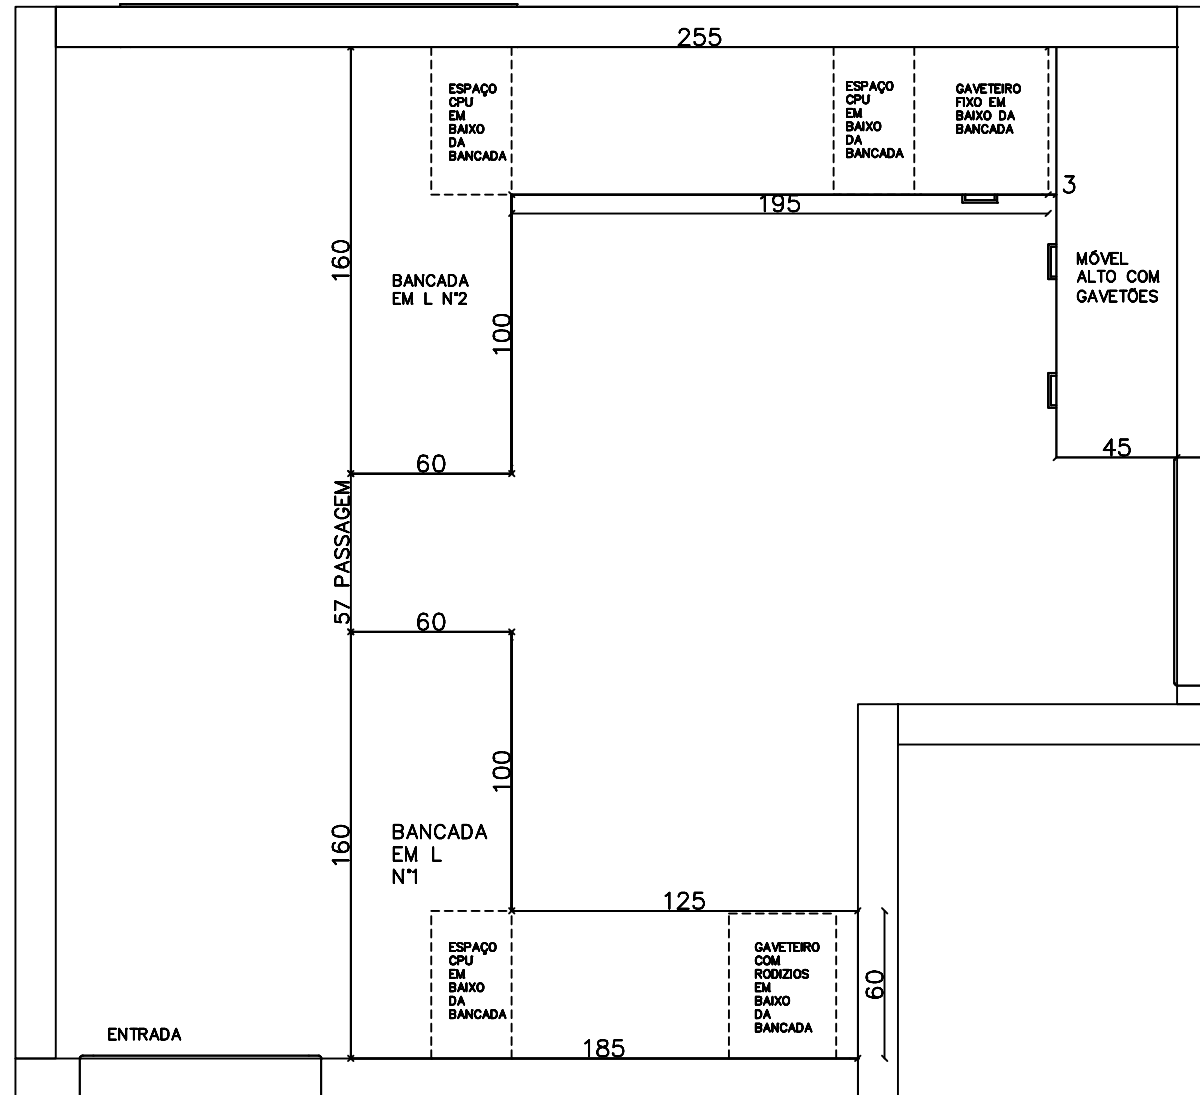 255
ESPAÇO
CPU
EM
BAIXO
DA
BANCADA
ESPAÇO
CPU
EM
BAIXO
DA
BANCADA
GAVETEIRO
FIXO EM
BAIXO DA
BANCADA
3
195
160
BANCADA
EM L N°2
100
MÓVEL
ALTO COM
GAVETÕES
45
60
57 PASSAGEM
60
100
160
BANCADA
EM L
N°1
125
ESPAÇO
CPU
EM
BAIXO
DA
BANCADA
GAVETEIRO
COM
RODIZIOS
EM
BAIXO
DA
BANCADA
60
ENTRADA
185